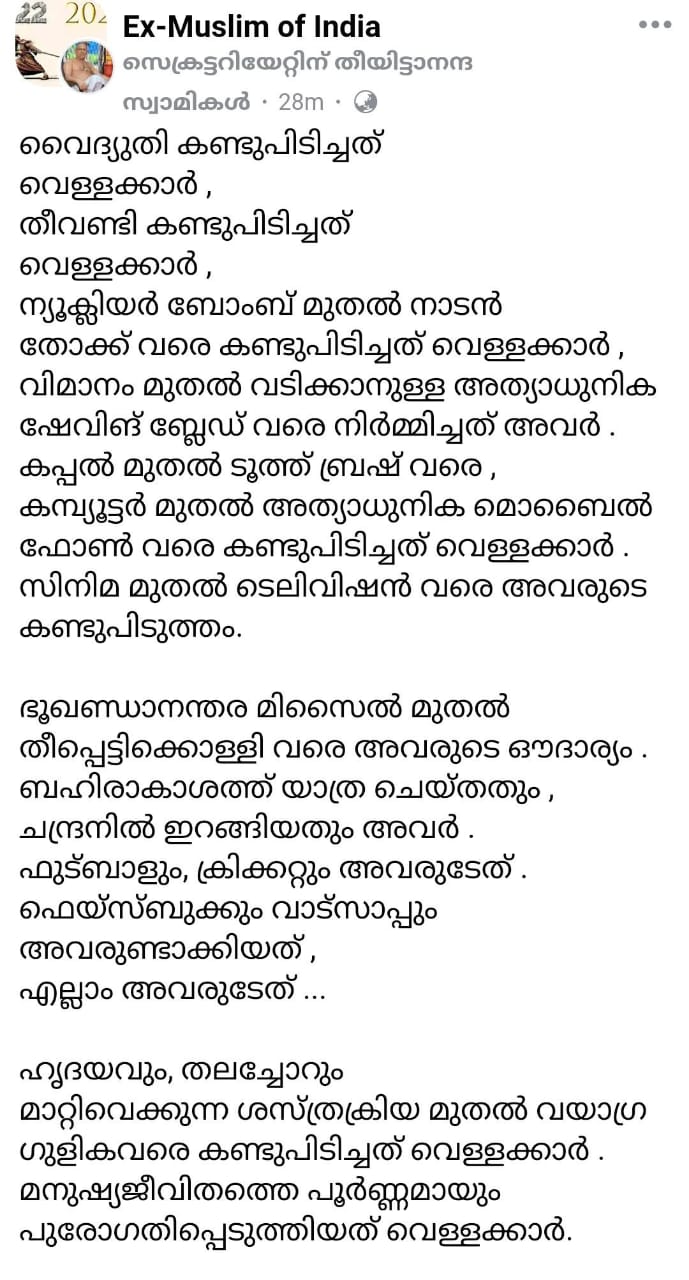 22 202
Ex-Muslim of India
സെക്രട്ടറിയേറ്റിന് തീയിട്ടാനന്ദ
സ്വാമികൾ · 28m ·
വൈദ്യുതി കണ്ടുപിടിച്ചത്
വെള്ളക്കാർ ,
തീവണ്ടി കണ്ടുപിടിച്ചത്
വെള്ളക്കാർ ,
ന്യൂക്ലിയർ ബോംബ് മുതൽ നാടൻ
തോക്ക് വരെ കണ്ടുപിടിച്ചത് വെള്ളക്കാർ ,
വിമാനം മുതൽ വടിക്കാനുള്ള അത്യാധുനിക
ഷേവിങ് ബ്ലേഡ് വരെ നിർമ്മിച്ചത് അവർ .
കപ്പൽ മുതൽ ടൂത്ത് ബ്രഷ് വരെ ,
കമ്പ്യൂട്ടർ മുതൽ അത്യാധുനിക മൊബൈൽ
ഫോൺ വരെ കണ്ടുപിടിച്ചത് വെള്ളക്കാർ .
സിനിമ മുതൽ ടെലിവിഷൻ വരെ അവരുടെ
കണ്ടുപിടുത്തം.
ഭൂഖണ്ഡാനന്തര മിസൈൽ മുതൽ
തീപ്പെട്ടിക്കൊള്ളി വരെ അവരുടെ ഔദാര്യം .
ബഹിരാകാശത്ത് യാത്ര ചെയ്തതും ,
ചന്ദ്രനിൽ ഇറങ്ങിയതും അവർ .
ഫുട്ബാളും, ക്രിക്കറ്റും അവരുടേത് .
ഫെയ്സ്ബുക്കും വാട്സാപ്പും
അവരുണ്ടാക്കിയത് ,
എല്ലാം അവരുടേത് ...
ഹൃദയവും, തലച്ചോറും
മാറ്റിവെക്കുന്ന ശസ്ത്രക്രിയ മുതൽ വയാഗ്ര
ഗുളികവരെ കണ്ടുപിടിച്ചത് വെള്ളക്കാർ .
മനുഷ്യജീവിതത്തെ പൂർണ്ണമായും
പുരോഗതിപ്പെടുത്തിയത് വെള്ളക്കാർ.